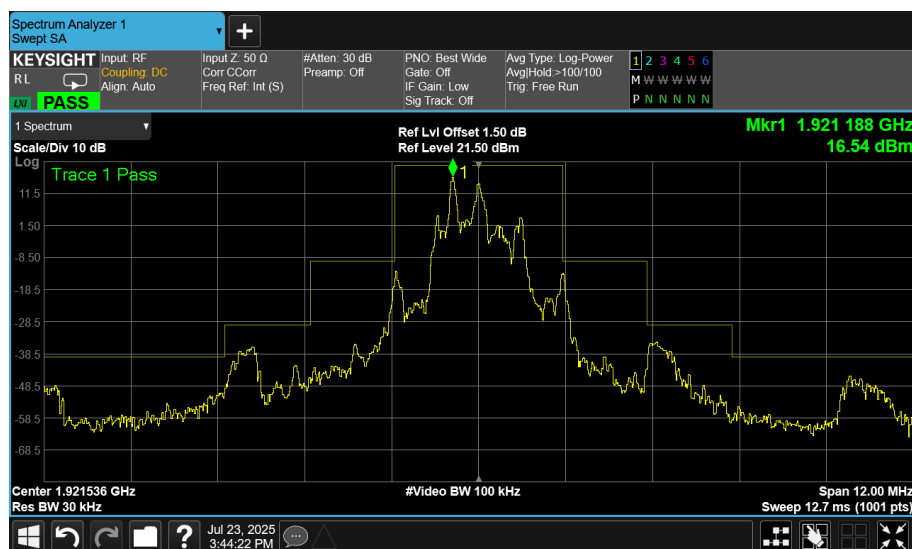 Spectrum Analyzer 1
Swept SA
+
KEYSIGHT
RL
LXI
PASS
Input: RF
Coupling: DC
Align: Auto
Input Z: 50 Ω
Corr CCorr
Freq Ref: Int (S)
#Atten: 30 dB
Preamp: Off
PNO: Best Wide
Gate: Off
IF Gain: Low
Sig Track: Off
Avg Type: Log-Power
Avg|Hold:>100/100
Trig: Free Run
1 2 3 4 5 6
M W W W W W
P N N N N N
1 Spectrum
Scale/Div 10 dB
Ref Lvl Offset 1.50 dB
Ref Level 21.50 dBm
Mkr1 1.921 188 GHz
16.54 dBm
Log
Trace 1 Pass
1
11.5
1.50
-8.50
-18.5
-28.5
-38.5
-48.5
-58.5
-68.5
Center 1.921536 GHz
#Video BW 100 kHz
Span 12.00 MHz
Res BW 30 kHz
Sweep 12.7 ms (1001 pts)
?
Jul 23, 2025
3:44:22 PM